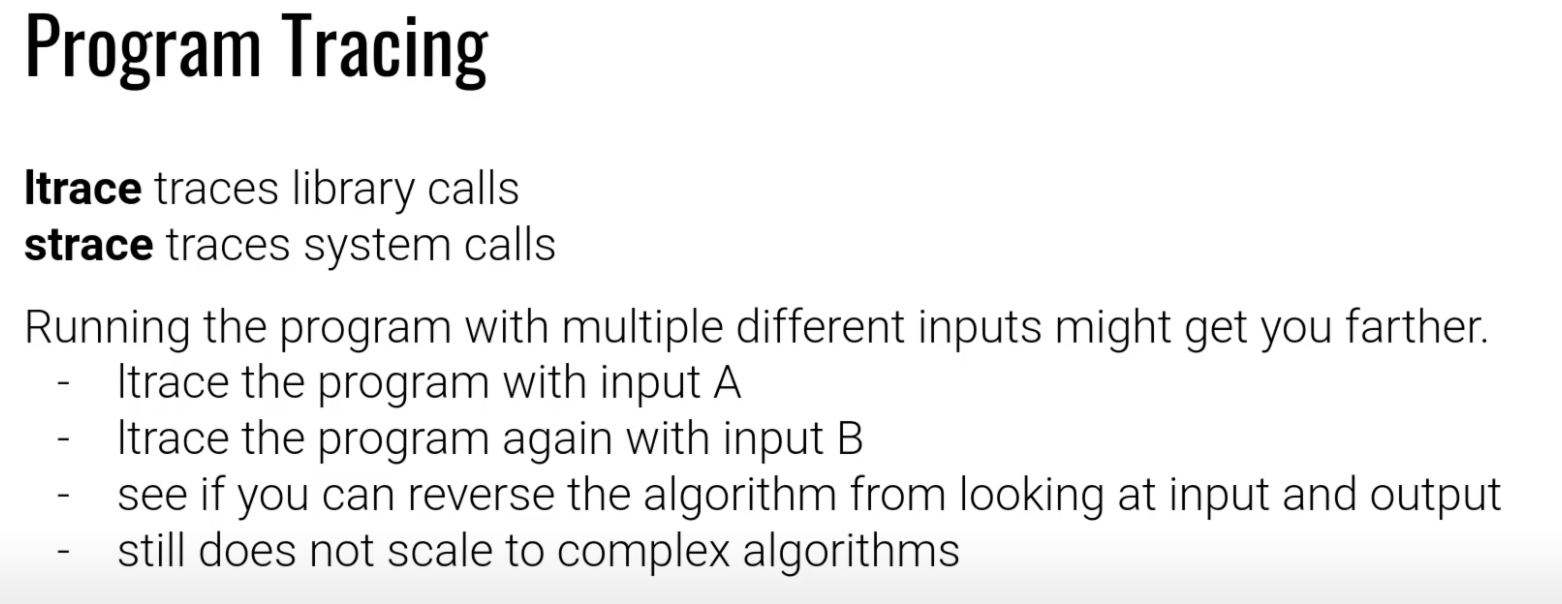 Program Tracing
ltrace traces library calls
strace traces system calls
Running the program with multiple different inputs might get you farther.
- ltrace the program with input A
- ltrace the program again with input B
- see if you can reverse the algorithm from looking at input and output
- still does not scale to complex algorithms